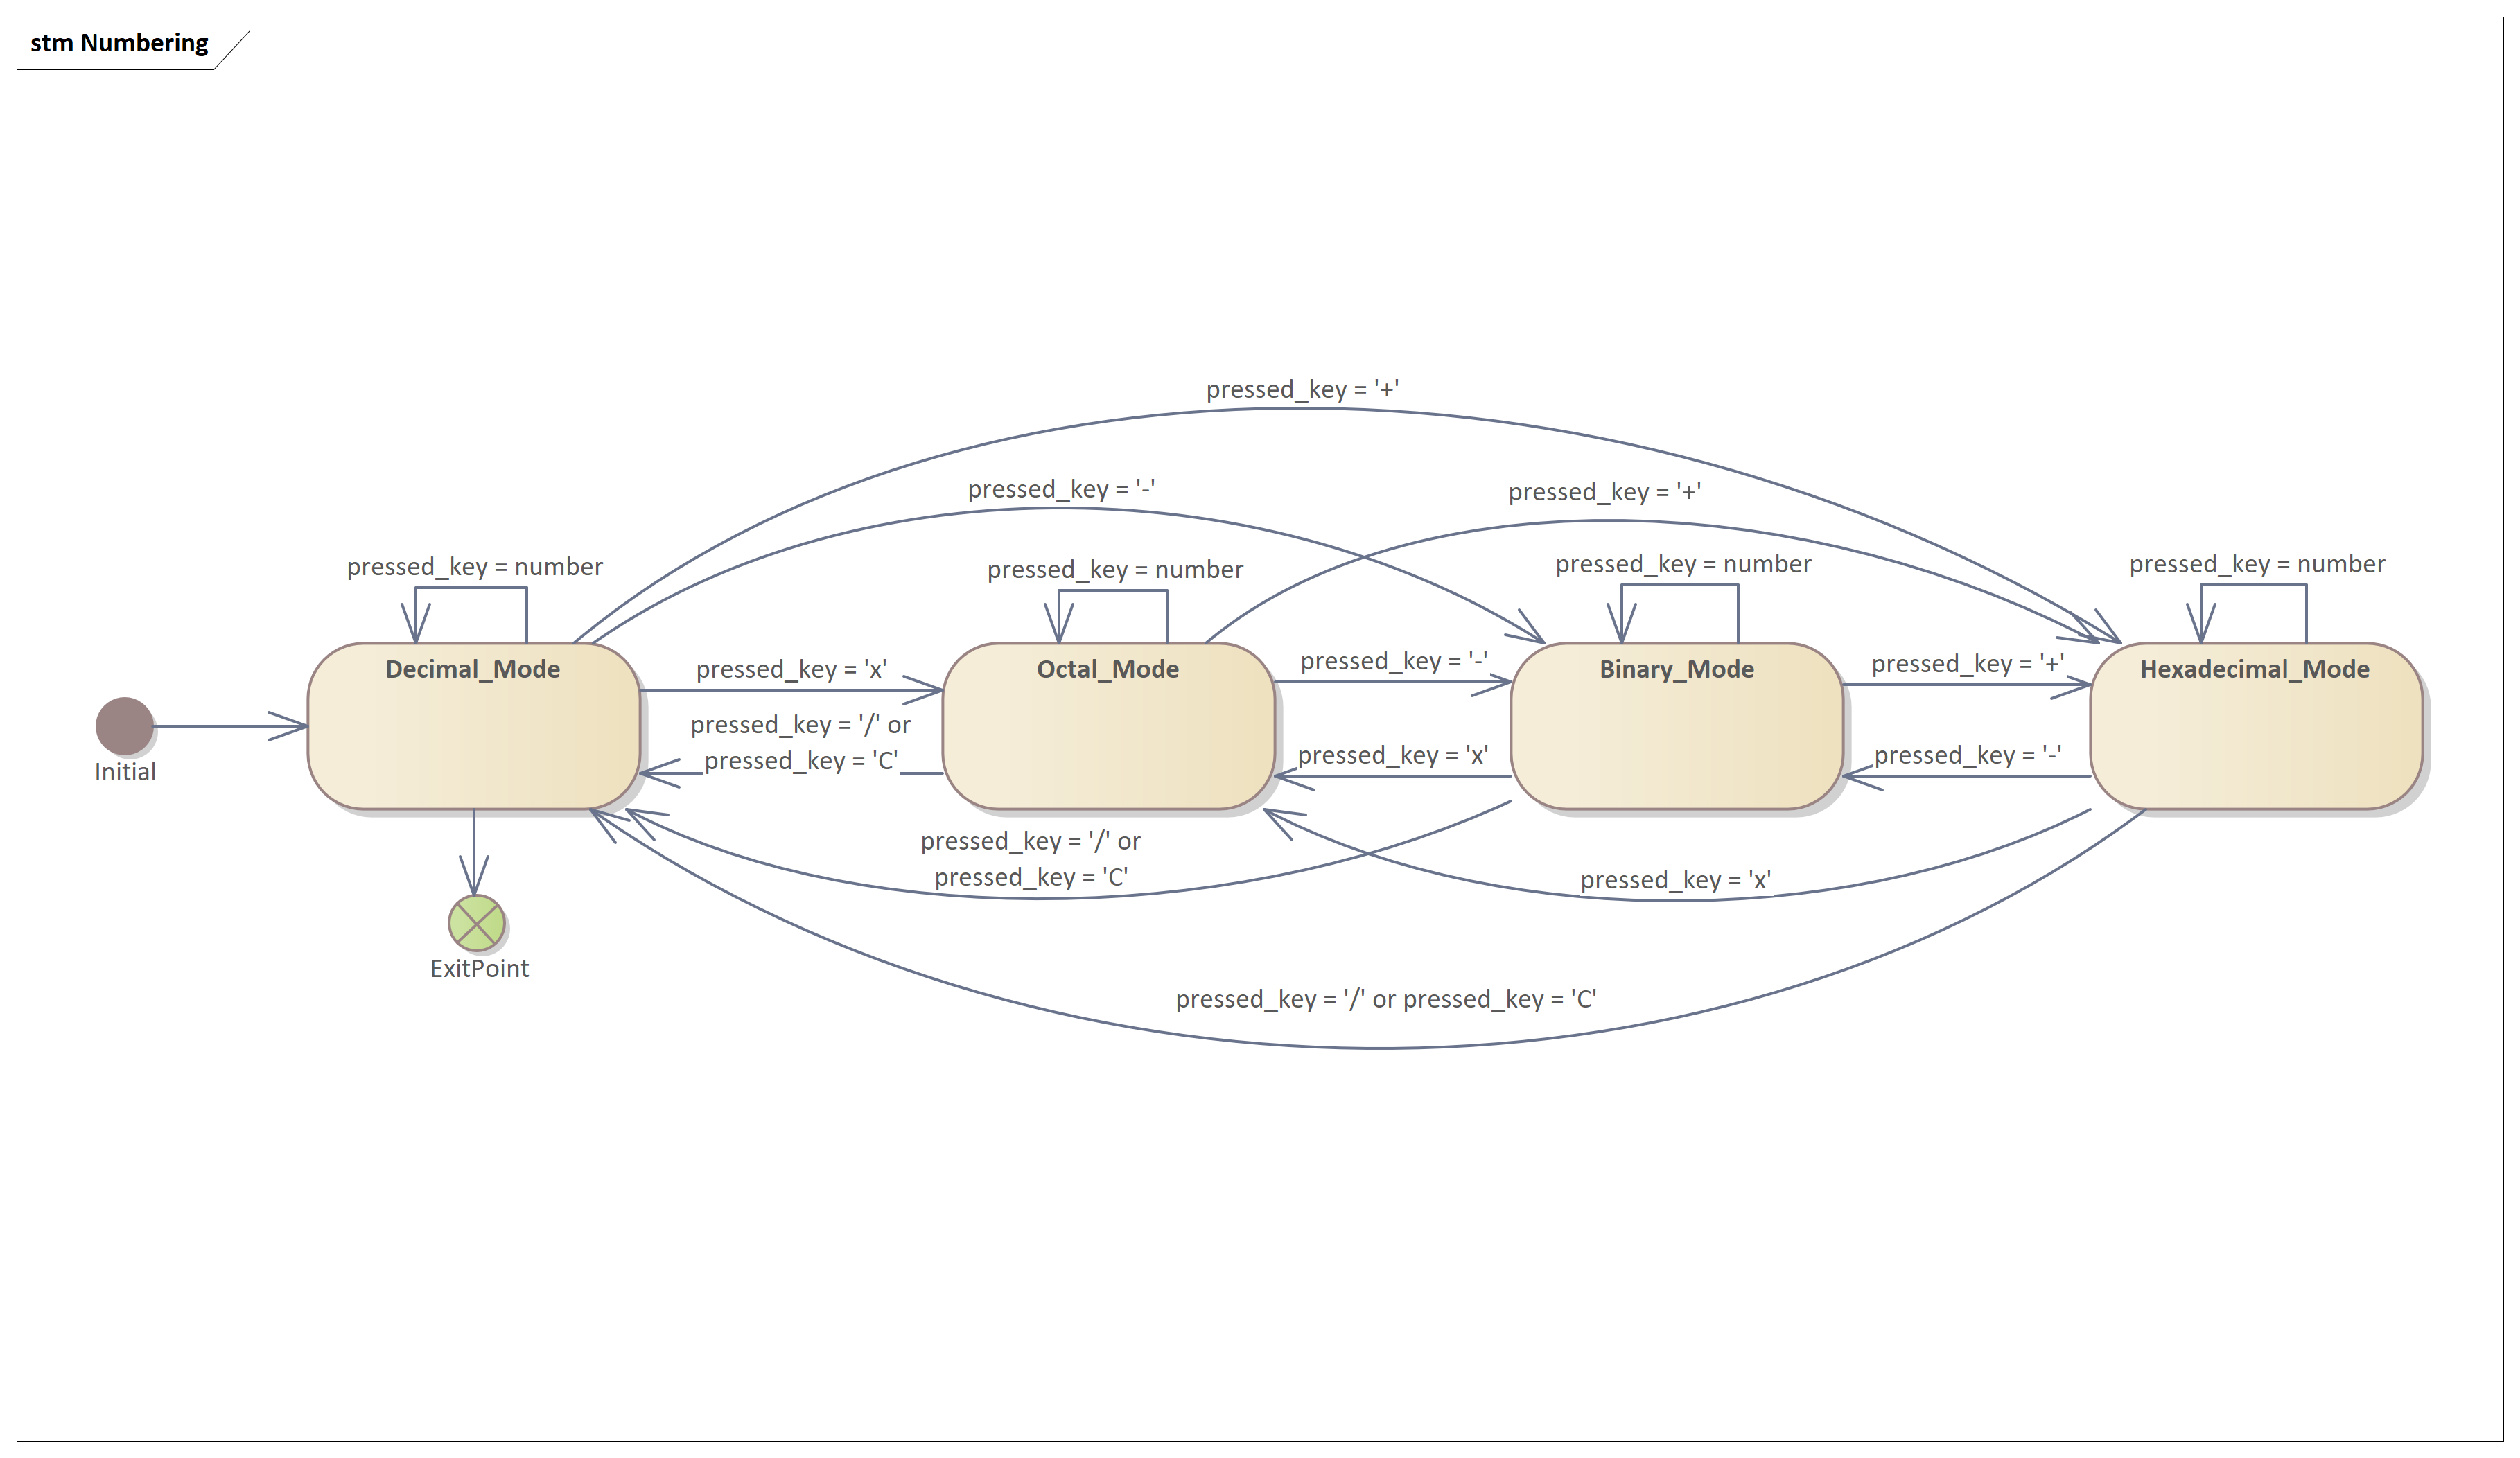 stm Numbering
pressed_key = '+'
pressed_key = '-'
pressed_key = '+'
pressed_key = number
pressed_key = number
pressed_key = number
pressed_key = number
Decimal_Mode
Octal_Mode
Binary_Mode
Hexadecimal_Mode
pressed_key = 'x'
pressed_key = '-'
pressed_key = '+'
pressed_key = '/' or
pressed_key = 'C'
pressed_key = 'x'
pressed_key = '-'
Initial
pressed_key = '/' or
pressed_key = 'C'
pressed_key = 'x'
ExitPoint
pressed_key = '/' or pressed_key = 'C'